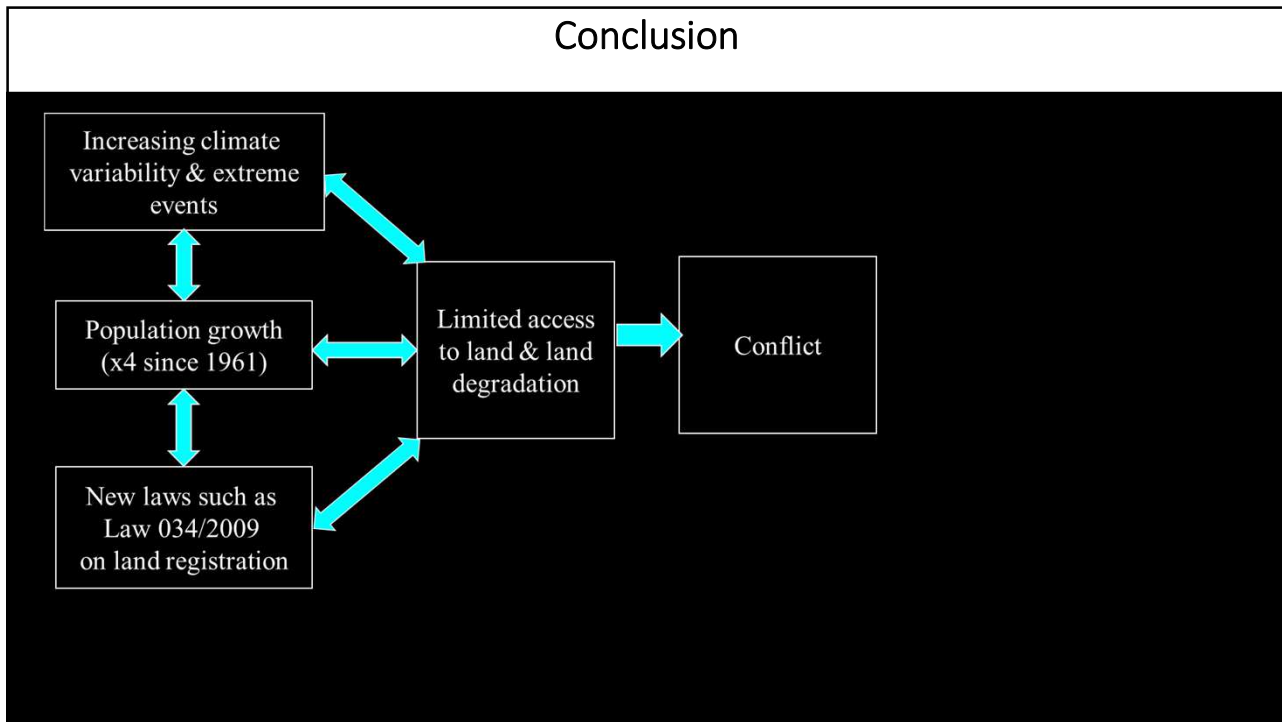 Conclusion
Increasing climate
variability & extreme
events
Population growth
(x4 since 1961)
New laws such as
Law 034/2009
on land registration
Limited access
to land & land
degradation
Conflict